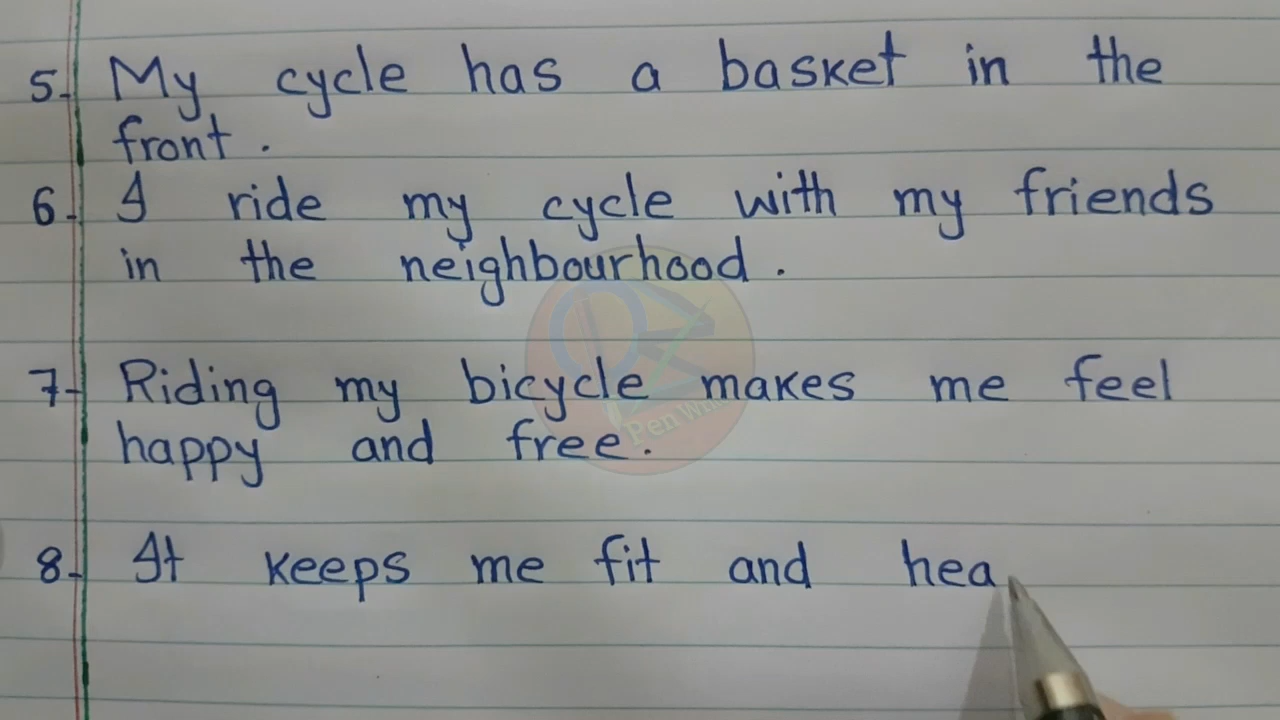 5. My cycle has a basket in the
front.
6. I ride my cycle with my friends
in the neighbourhood.
7. Riding my bicycle makes me feel
happy and free.
8. It keeps me fit and hea